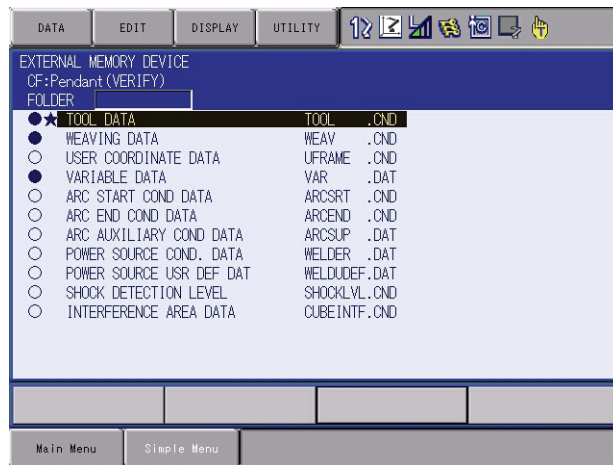 DATA EDIT DISPLAY UTILITY
EXTERNAL MEMORY DEVICE
CF:Pendant(VERIFY)
FOLDER
TOOL DATA TOOL .CND
WEAVING DATA WEAV .CND
USER COORDINATE DATA UFRAME .CND
VARIABLE DATA VAR .DAT
ARC START COND DATA ARCSRT .CND
ARC END COND DATA ARCEND .CND
ARC AUXILIARY COND DATA ARCSUP .DAT
POWER SOURCE COND. DATA WELDER .DAT
POWER SOURCE USR DEF DAT WELDUDEF.DAT
SHOCK DETECTION LEVEL SHOCKLVL.CND
INTERFERENCE AREA DATA CUBEINTF.CND
Main Menu Simple Menu